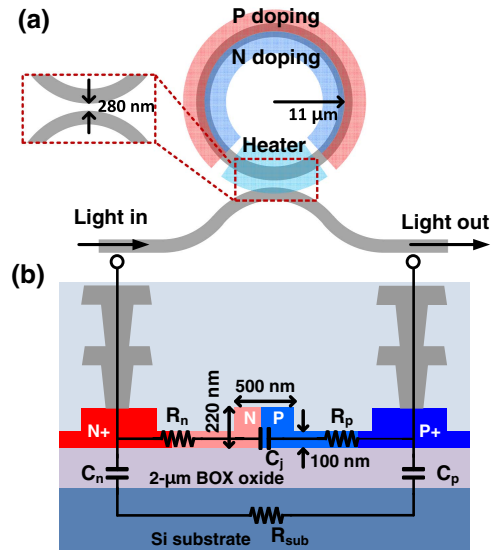 (a)
P doping
N doping
280 nm
11 μm
Heater
Light in
Light out
(b)
500 nm
220 nm
N
P
Rn
Rp
N+
P+
Cj
100 nm
Cn
2-μm BOX oxide
Cp
Si substrate
Rsub